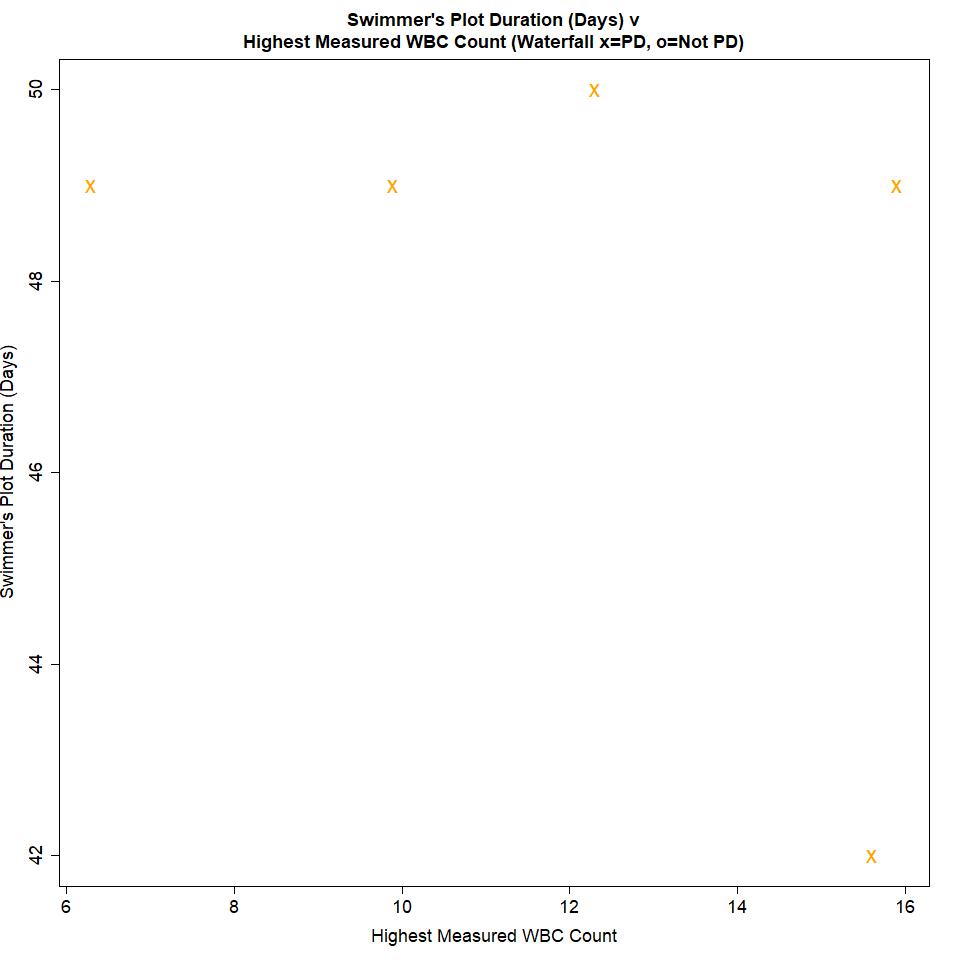 Swimmer's Plot Duration (Days) v
Highest Measured WBC Count (Waterfall x=PD, o=Not PD)
50
48
46
44
42
Swimmer's Plot Duration (Days)
X
X
X
X
X
6 8 10 12 14 16
Highest Measured WBC Count